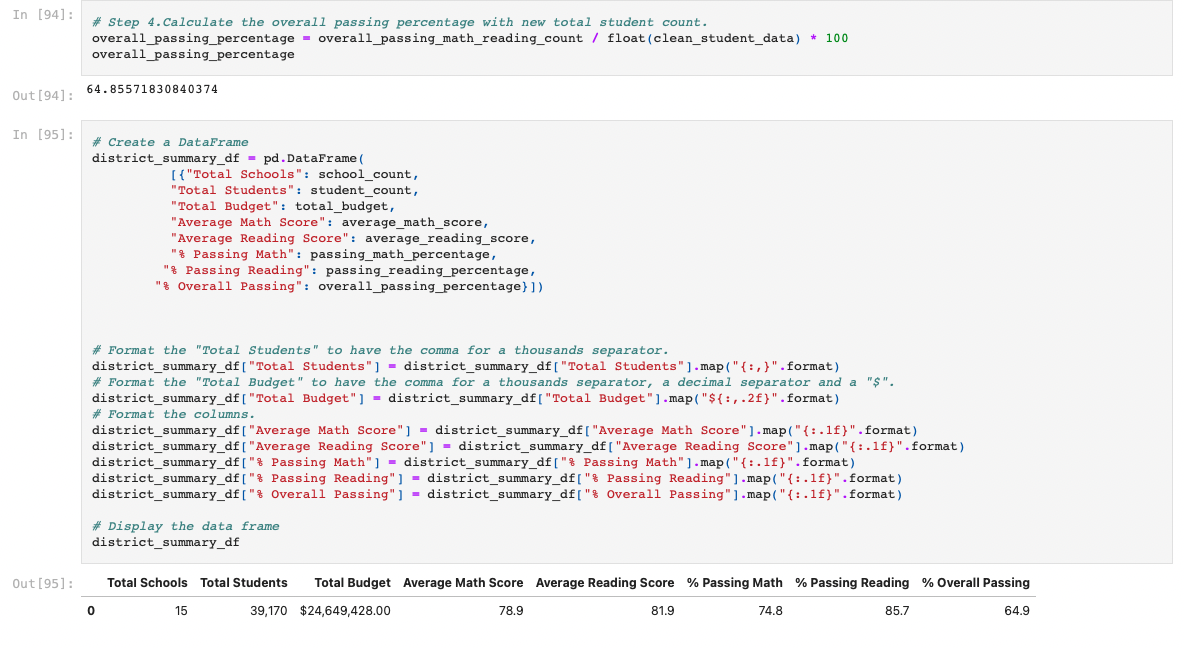 In [94]:
# Step 4.Calculate the overall passing percentage with new total student count.
overall_passing_percentage = overall_passing_math_reading_count / float(clean_student_data) * 100
overall_passing_percentage
Out[94]: 64.85571830840374
In [95]:
# Create a DataFrame
district_summary_df = pd.DataFrame(
          [{"Total Schools": school_count,
          "Total Students": student_count,
          "Total Budget": total_budget,
          "Average Math Score": average_math_score,
          "Average Reading Score": average_reading_score,
          "% Passing Math": passing_math_percentage,
         "% Passing Reading": passing_reading_percentage,
        "% Overall Passing": overall_passing_percentage}])
# Format the "Total Students" to have the comma for a thousands separator.
district_summary_df["Total Students"] = district_summary_df["Total Students"].map("{:,}".format)
# Format the "Total Budget" to have the comma for a thousands separator, a decimal separator and a "$".
district_summary_df["Total Budget"] = district_summary_df["Total Budget"].map("${:,.2f}".format)
# Format the columns.
district_summary_df["Average Math Score"] = district_summary_df["Average Math Score"].map("{:.1f}".format)
district_summary_df["Average Reading Score"] = district_summary_df["Average Reading Score"].map("{:.1f}".format)
district_summary_df["% Passing Math"] = district_summary_df["% Passing Math"].map("{:.1f}".format)
district_summary_df["% Passing Reading"] = district_summary_df["% Passing Reading"].map("{:.1f}".format)
district_summary_df["% Overall Passing"] = district_summary_df["% Overall Passing"].map("{:.1f}".format)
# Display the data frame
district_summary_df
Out[95]:
Total Schools Total Students Total Budget Average Math Score Average Reading Score % Passing Math % Passing Reading % Overall Passing
0 15 39,170 $24,649,428.00 78.9 81.9 74.8 85.7 64.9